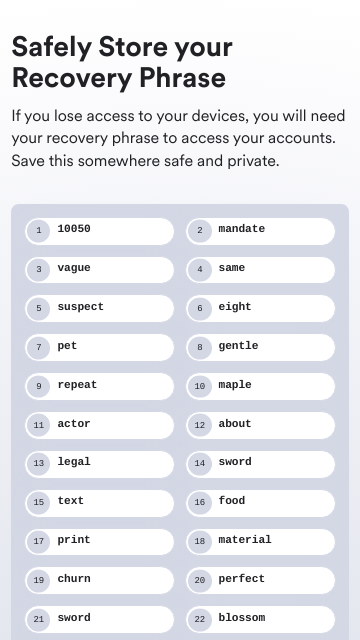 Safely Store your
Recovery Phrase
If you lose access to your devices, you will need
your recovery phrase to access your accounts.
Save this somewhere safe and private.
1 10050 2 mandate
3 vague 4 same
5 suspect 6 eight
7 pet 8 gentle
9 repeat 10 maple
11 actor 12 about
13 legal 14 sword
15 text 16 food
17 print 18 material
19 churn 20 perfect
21 sword 22 blossom